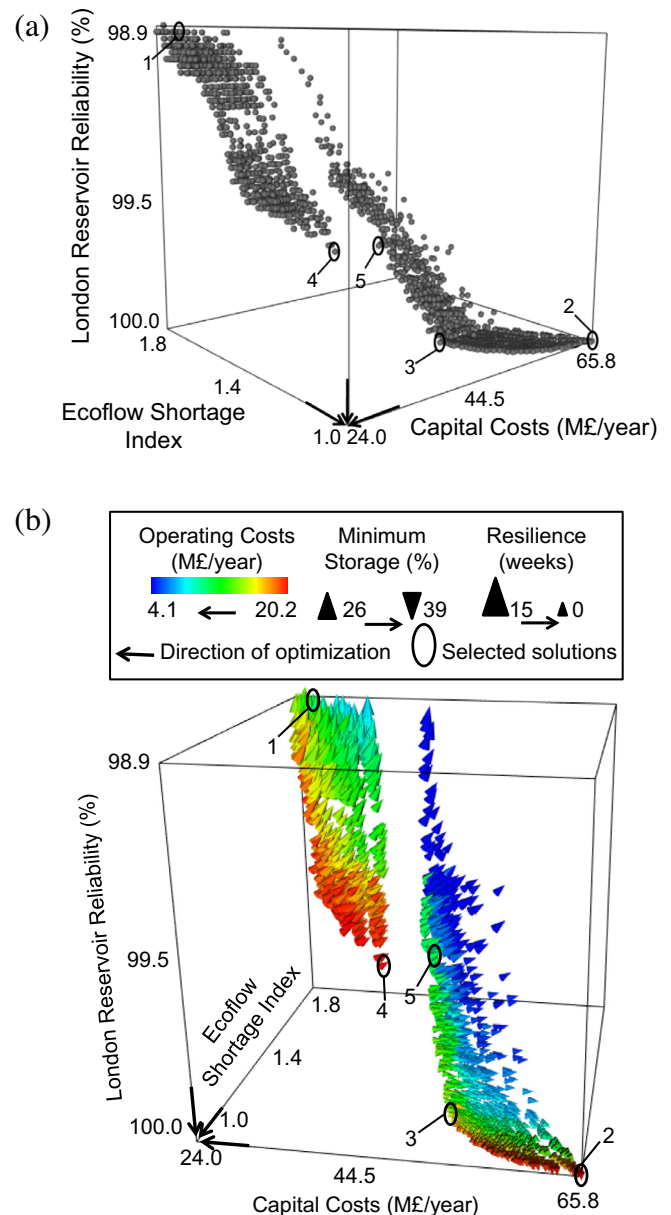 (a)
98.9
1
London Reservoir Reliability (%)
99.5
4
5
100.0
1.8
2
3
65.8
1.4
44.5
Ecoflow Shortage
Index
1.0
24.0
Capital Costs (M£/year)
(b)
Operating Costs
(M£/year)
Minimum
Storage (%)
Resilience
(weeks)
4.1
20.2
26
39
15
0
Direction of optimization
Selected solutions
1
98.9
London Reservoir Reliability (%)
99.5
Ecoflow
Shortage Index
1.8
4
5
1.4
1.0
100.0
3
2
24.0
44.5
65.8
Capital Costs (M£/year)